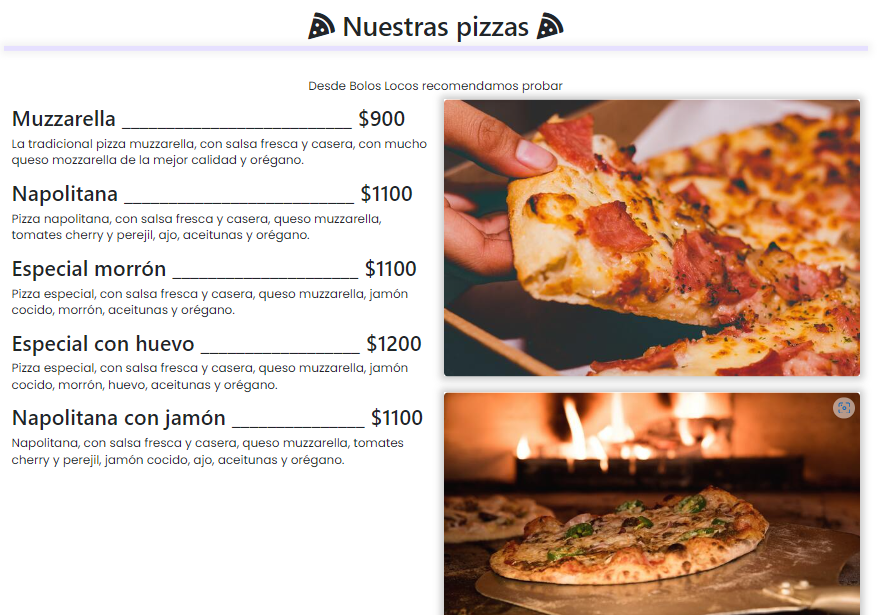 Nuestras pizzas
Desde Bolos Locos recomendamos probar
Muzzarella __________________________ $900
La tradicional pizza muzzarella, con salsa fresca y casera, con mucho
queso mozzarella de la mejor calidad y orégano.
Napolitana __________________________ $1100
Pizza napolitana, con salsa fresca y casera, queso muzzarella,
tomates cherry y perejil, ajo, aceitunas y orégano.
Especial morrón _____________________ $1100
Pizza especial, con salsa fresca y casera, queso muzzarella, jamón
cocido, morrón, aceitunas y orégano.
Especial con huevo __________________ $1200
Pizza especial, con salsa fresca y casera, queso muzzarella, jamón
cocido, morrón, huevo, aceitunas y orégano.
Napolitana con jamón _______________ $1100
Napolitana, con salsa fresca y casera, queso muzzarella, tomates
cherry y perejil, jamón cocido, ajo, aceitunas y orégano.